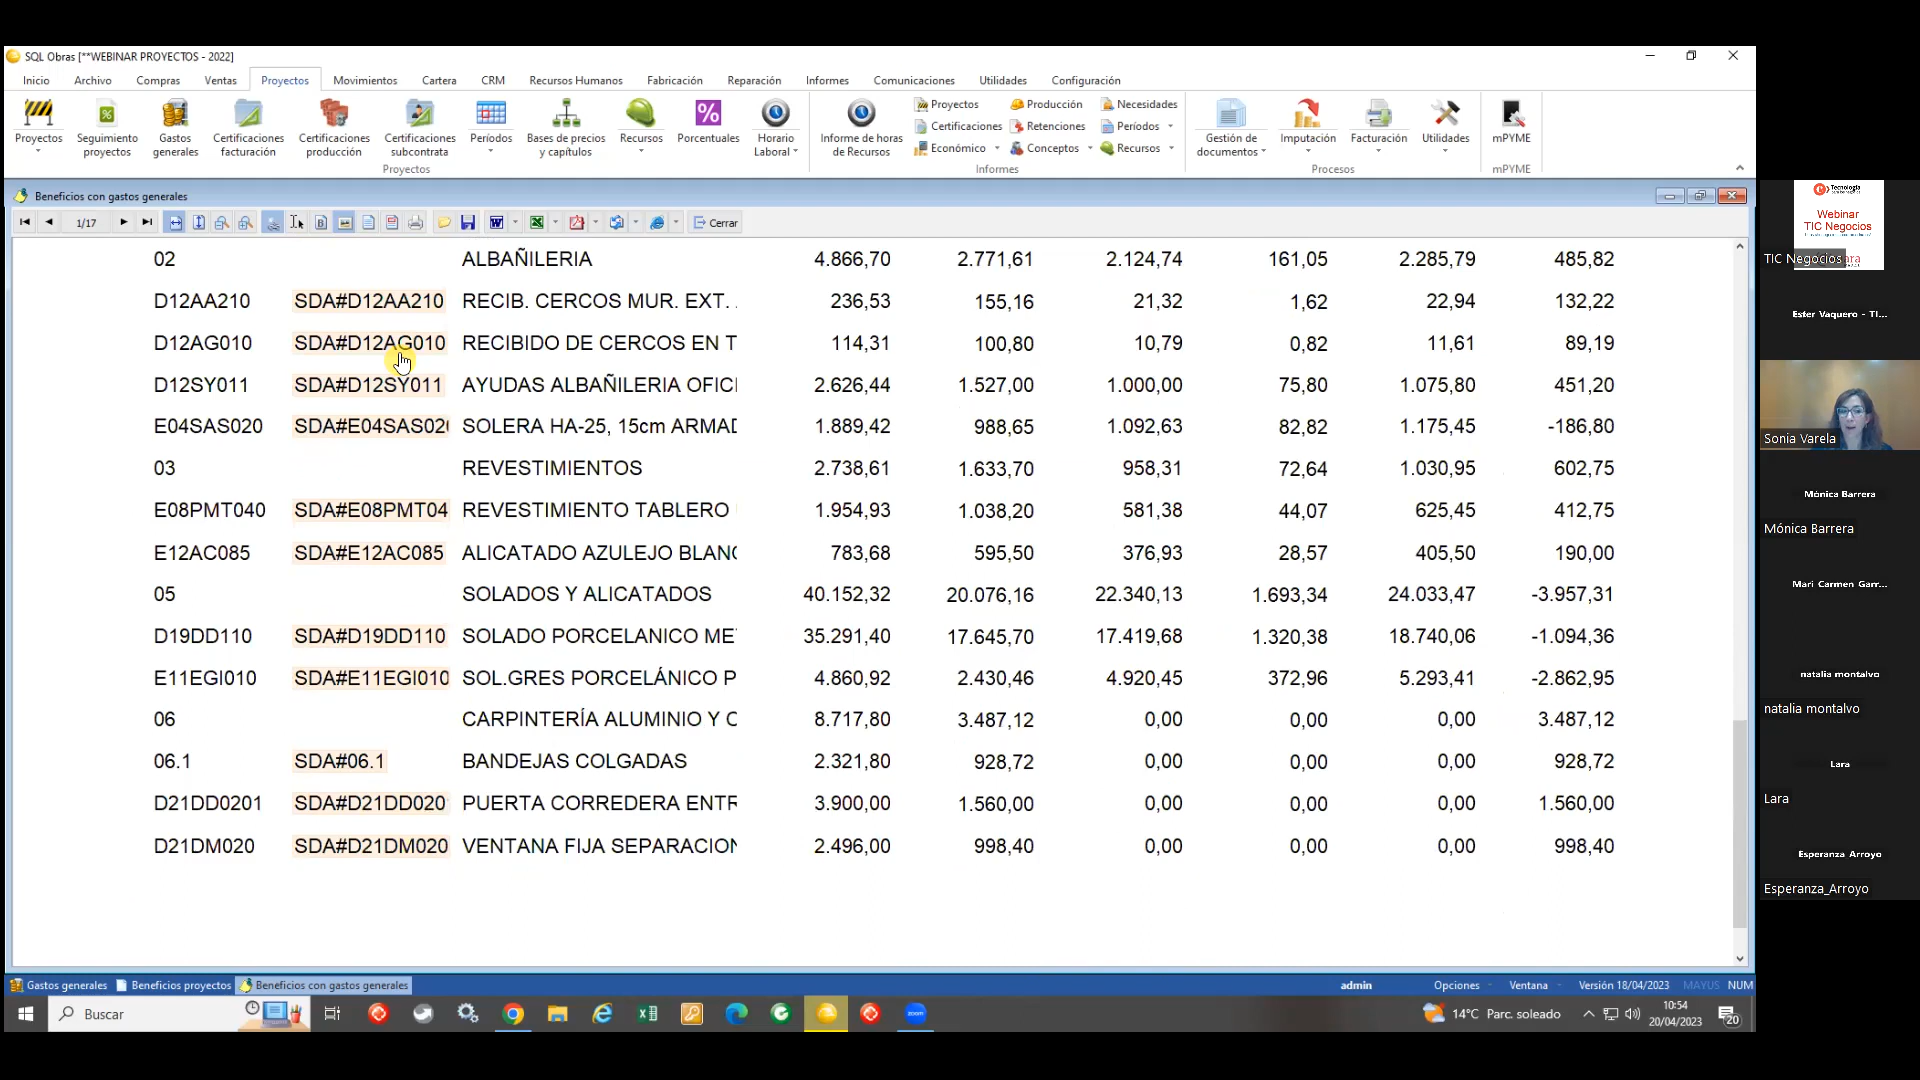 SQL Obras [**WEBINAR PROYECTOS - 2022]
Inicio Archivo Compras Ventas Proyectos Movimientos Cartera CRM Recursos Humanos Fabricación Reparación Informes Comunicaciones Utilidades Configuración
Proyectos
Seguimiento proyectos
Gastos generales
Certificaciones facturación
Certificaciones producción
Certificaciones subcontrata
Períodos
Bases de precios y capítulos
Recursos
Porcentuales
Horario Laboral
Informe de horas de Recursos
Proyectos Producción Necesidades
Certificaciones Retenciones Períodos
Económico Conceptos Recursos
Gestión de documentos
Imputación
Facturación
Utilidades
mPYME
Proyectos Informes Procesos mPYME
Beneficios con gastos generales
1/17 Cerrar
02 ALBAÑILERIA 4.866,70 2.771,61 2.124,74 161,05 2.285,79 485,82
D12AA210 SDA#D12AA210 RECIB. CERCOS MUR. EXT. 236,53 155,16 21,32 1,62 22,94 132,22
D12AG010 SDA#D12AG010 RECIBIDO DE CERCOS EN T 114,31 100,80 10,79 0,82 11,61 89,19
D12SY011 SDA#D12SY011 AYUDAS ALBAÑILERIA OFICI 2.626,44 1.527,00 1.000,00 75,80 1.075,80 451,20
E04SAS020 SDA#E04SAS020 SOLERA HA-25, 15cm ARMAD 1.889,42 988,65 1.092,63 82,82 1.175,45 -186,80
03 REVESTIMIENTOS 2.738,61 1.633,70 958,31 72,64 1.030,95 602,75
E08PMT040 SDA#E08PMT04 REVESTIMIENTO TABLERO 1.954,93 1.038,20 581,38 44,07 625,45 412,75
E12AC085 SDA#E12AC085 ALICATADO AZULEJO BLANC 783,68 595,50 376,93 28,57 405,50 190,00
05 SOLADOS Y ALICATADOS 40.152,32 20.076,16 22.340,13 1.693,34 24.033,47 -3.957,31
D19DD110 SDA#D19DD110 SOLADO PORCELANICO ME 35.291,40 17.645,70 17.419,68 1.320,38 18.740,06 -1.094,36
E11EGI010 SDA#E11EGI010 SOL.GRES PORCELÁNICO P 4.860,92 2.430,46 4.920,45 372,96 5.293,41 -2.862,95
06 CARPINTERÍA ALUMINIO Y C 8.717,80 3.487,12 0,00 0,00 0,00 3.487,12
06.1 SDA#06.1 BANDEJAS COLGADAS 2.321,80 928,72 0,00 0,00 0,00 928,72
D21DD0201 SDA#D21DD020 PUERTA CORREDERA ENTR 3.900,00 1.560,00 0,00 0,00 0,00 1.560,00
D21DM020 SDA#D21DM020 VENTANA FIJA SEPARACION 2.496,00 998,40 0,00 0,00 0,00 998,40
Gastos generales Beneficios proyectos Beneficios con gastos generales admin Opciones Ventana Versión 18/04/2023 MAYUS NUM
Buscar 14°C Parc. soleado 10:54
20/04/2023 20
Tecnología
Webinar
TIC Negocios
TIC Negocios
Ester Vaquero - TI...
Sonia Varela
Mónica Barrera
Mónica Barrera
Mari Carmen Garr...
natalia montalvo
natalia montalvo
Lara
Lara
Esperanza Arroyo
Esperanza_Arroyo